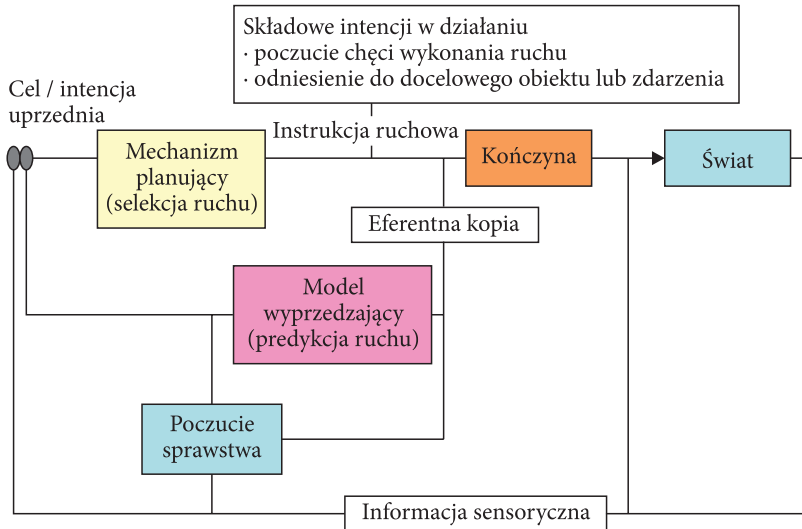 Składowe intencji w działaniu
· poczucie chęci wykonania ruchu
· odniesienie do docelowego obiektu lub zdarzenia
Cel / intencja
uprzednia
Instrukcja ruchowa
Mechanizm
planujący
(selekcja ruchu)
Kończyna
Świat
Eferentna kopia
Model
wyprzedzający
(predykcja ruchu)
Poczucie
sprawstwa
Informacja sensoryczna